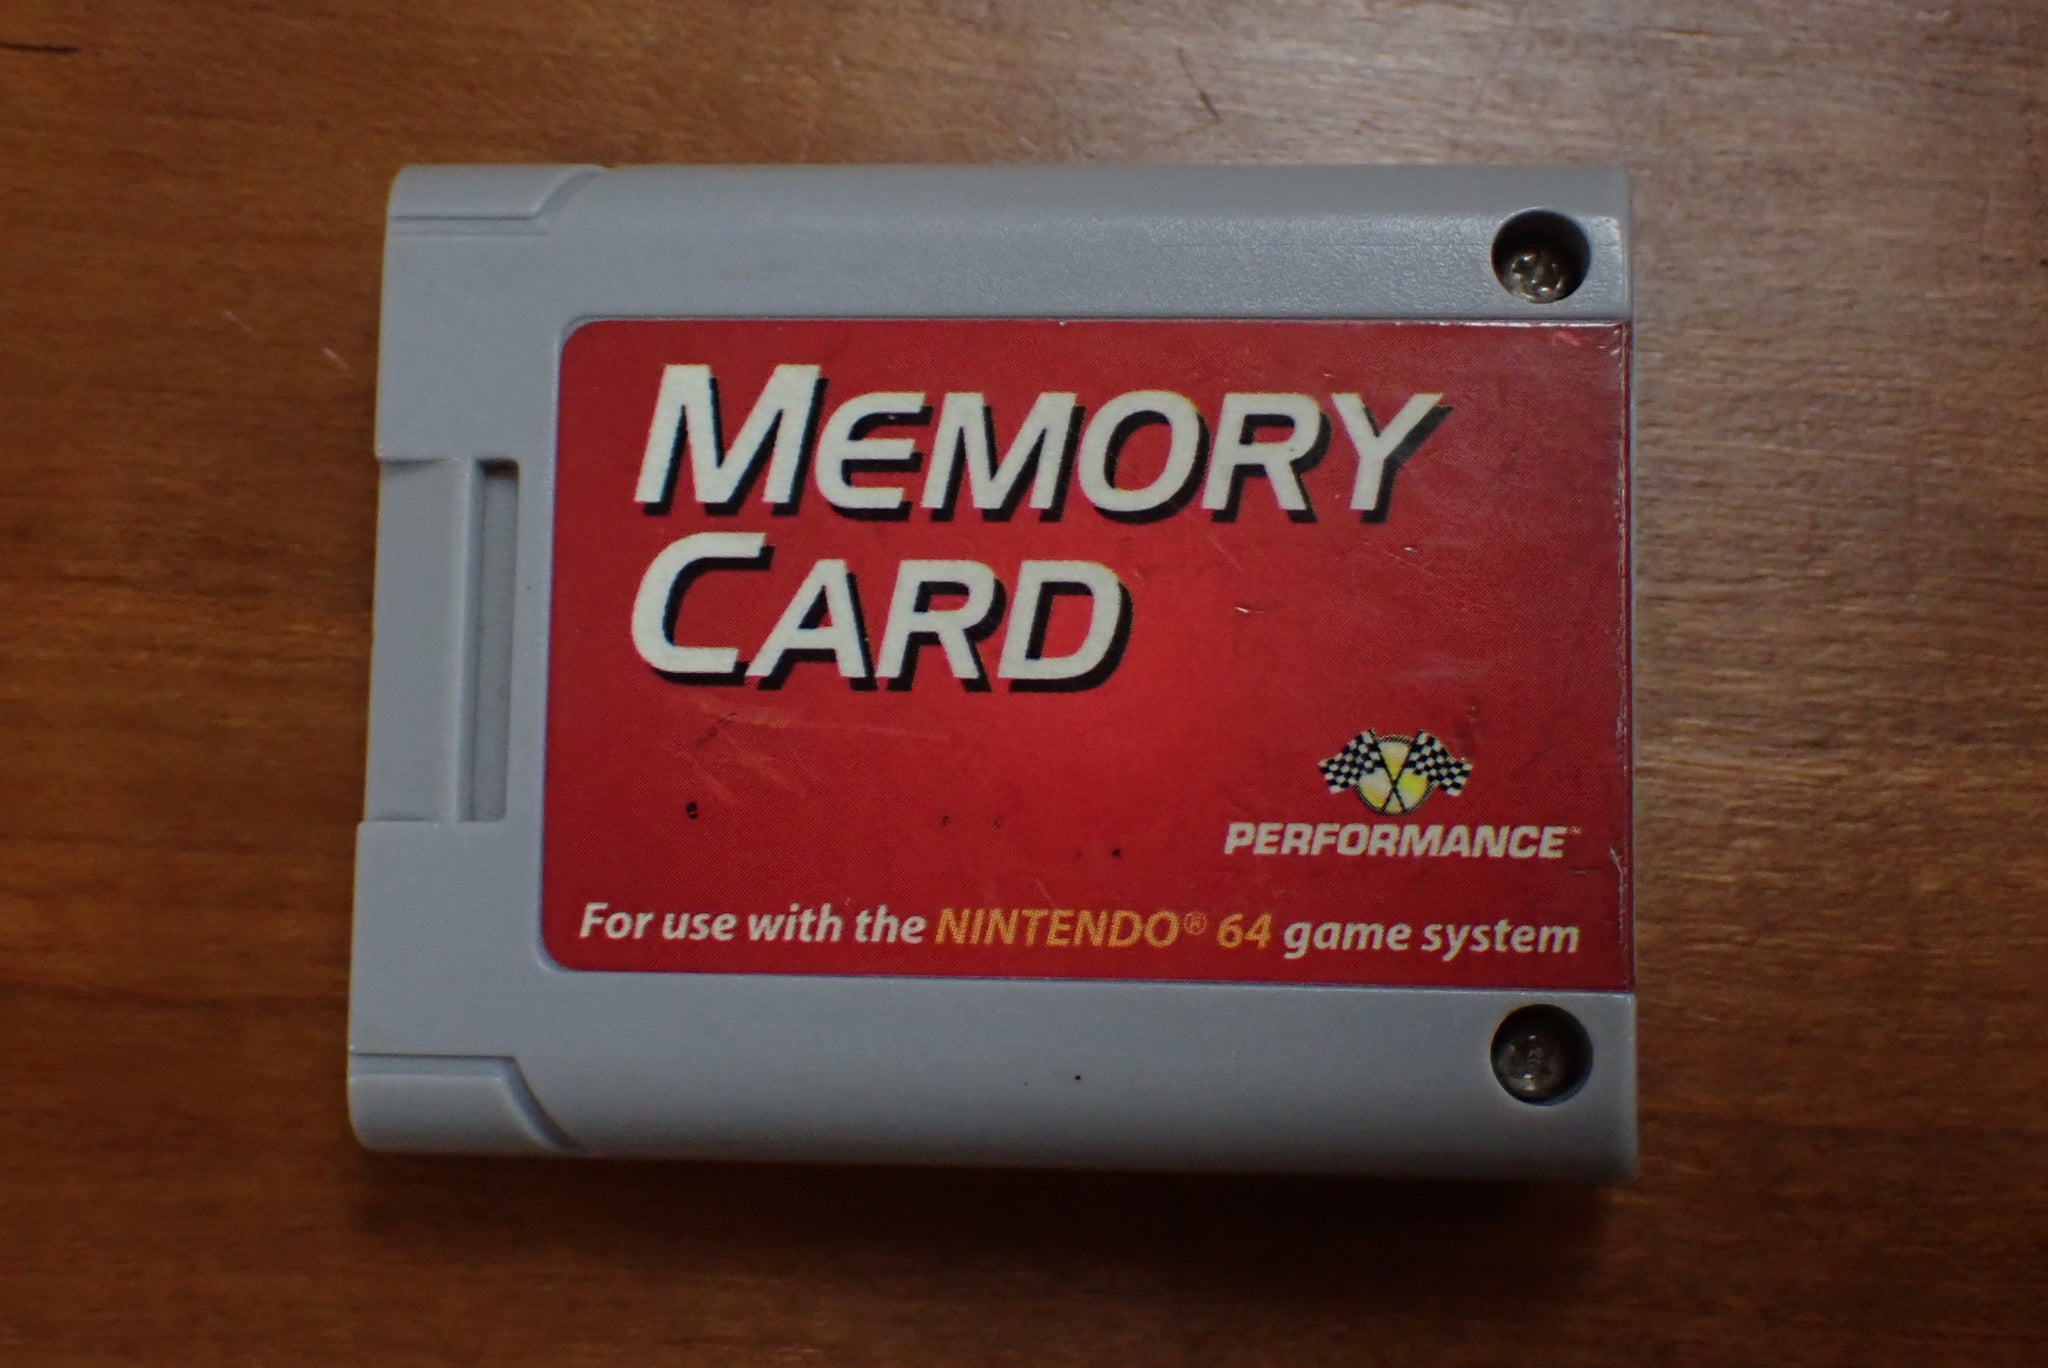 MEMORY
CARD
PERFORMANCE™
For use with the NINTENDO® 64 game system